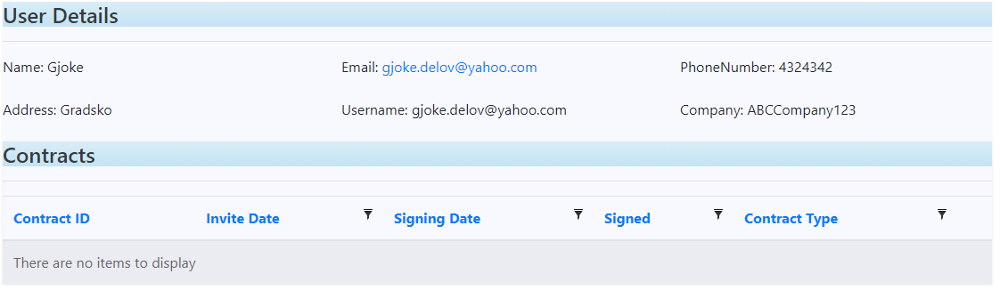 User Details
Name: Gjoke Email: gjoke.delov@yahoo.com PhoneNumber: 4324342
Address: Gradsko Username: gjoke.delov@yahoo.com Company: ABCCompany123
Contracts
Contract ID Invite Date Signing Date Signed Contract Type
There are no items to display